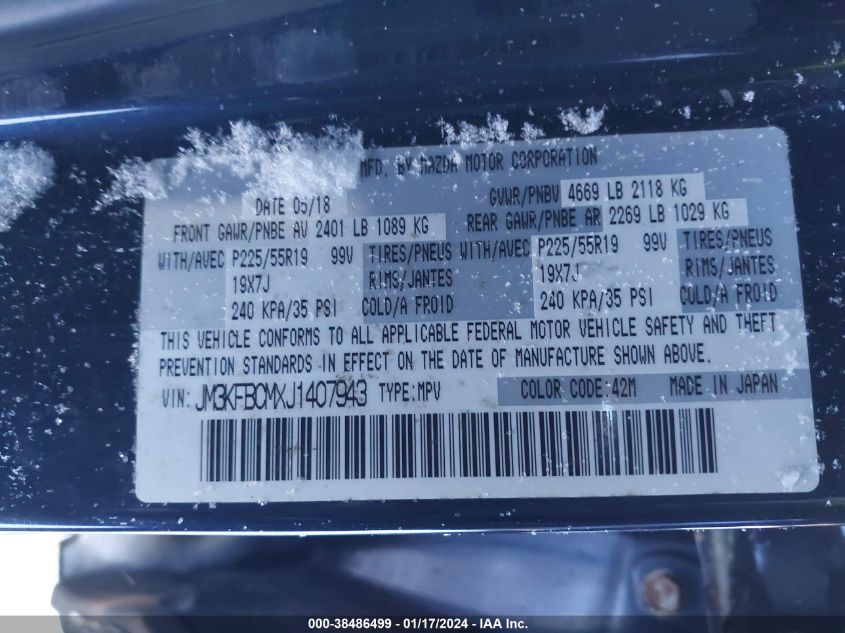 MFD. BY MAZDA MOTOR CORPORATION
DATE 05/18 GVWR/PNBV 4669 LB 2118 KG
FRONT GAWR/PNBE AV 2401 LB 1089 KG REAR GAWR/PNBE AR 2269 LB 1029 KG
WITH/AVEC P225/55R19 99V TIRES/PNEUS WITH/AVEC P225/55R19 99V TIRES/PNEUS
19X7J RIMS/JANTES 19X7J RIMS/JANTES
240 KPA/35 PSI COLD/A FROID 240 KPA/35 PSI COLD/A FROID
THIS VEHICLE CONFORMS TO ALL APPLICABLE FEDERAL MOTOR VEHICLE SAFETY AND THEFT
PREVENTION STANDARDS IN EFFECT ON THE DATE OF MANUFACTURE SHOWN ABOVE.
VIN: JM3KFBCMXJ1407943 TYPE:MPV COLOR CODE:42M MADE IN JAPAN
000-38486499 - 01/17/2024 - IAA Inc.